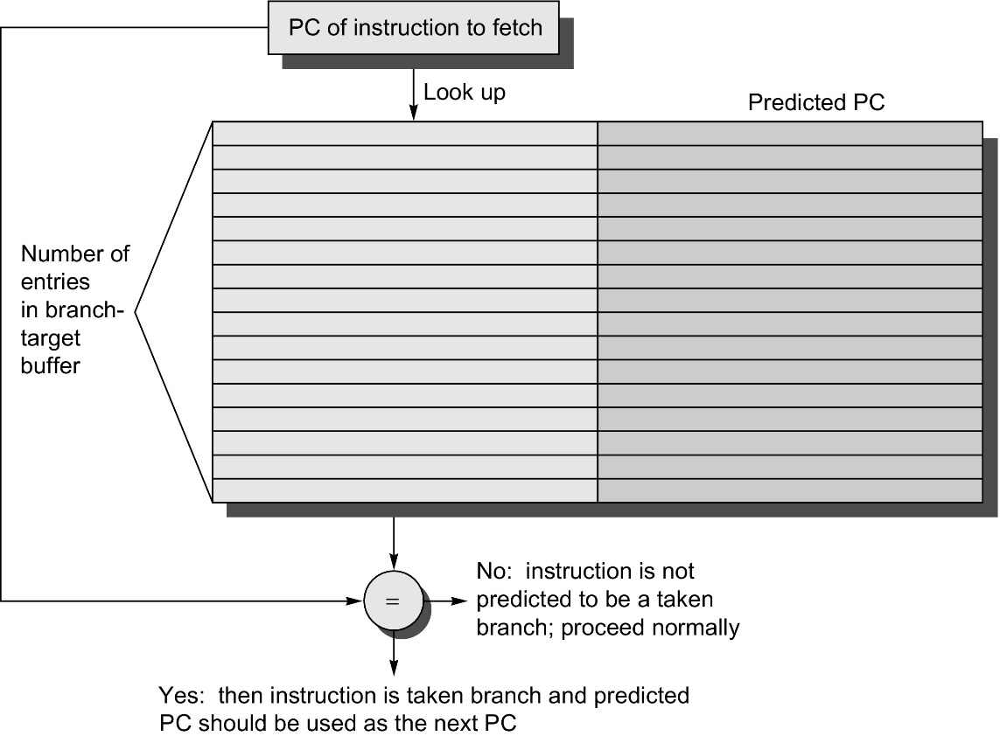 PC of instruction to fetch
Look up
Predicted PC
Number of
entries
in branch-
target
buffer
=
No: instruction is not
predicted to be a taken
branch; proceed normally
Yes: then instruction is taken branch and predicted
PC should be used as the next PC